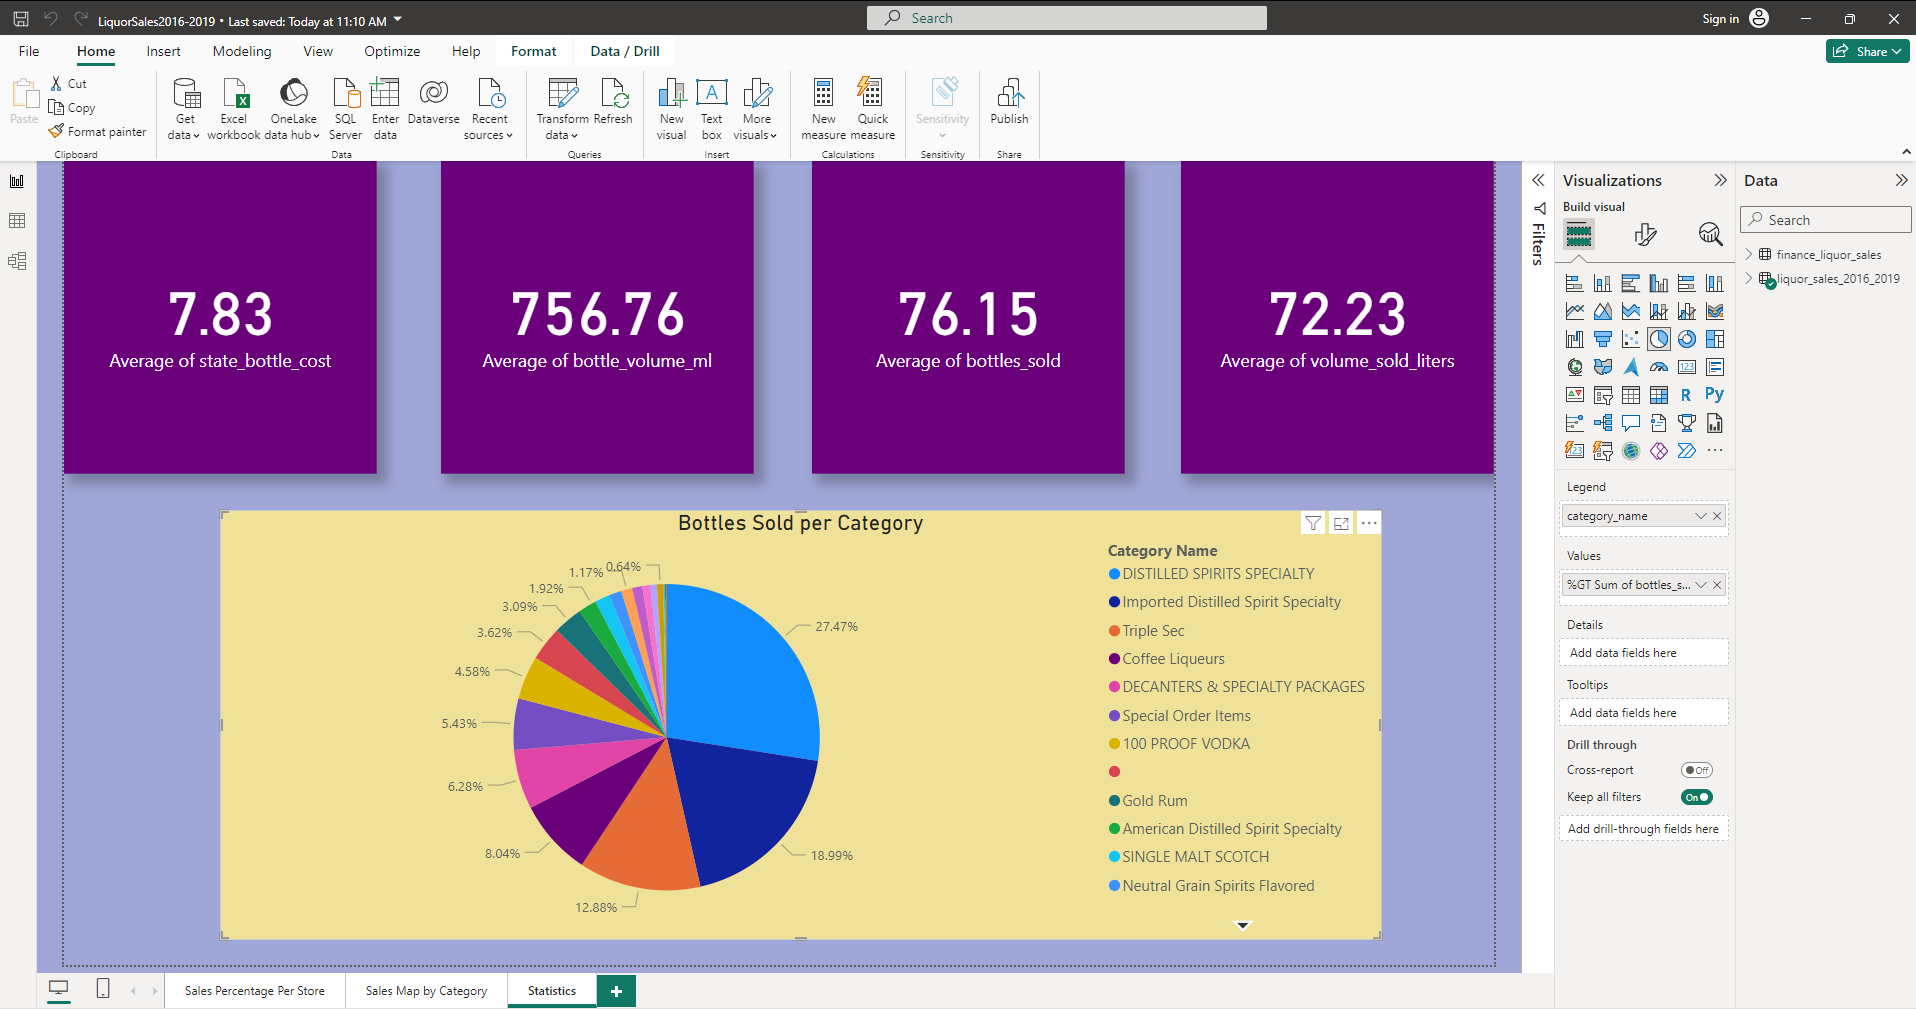 LiquorSales2016-2019 • Last saved: Today at 11:10 AM
Search
Sign in
File
Home
Insert
Modeling
View
Optimize
Help
Format
Data / Drill
Share
Paste
Cut
Copy
Format painter
Clipboard
Get data
Excel workbook
OneLake data hub
SQL Server
Enter data
Dataverse
Recent sources
Data
Transform data
Refresh
Queries
New visual
A
Text box
More visuals
Insert
New measure
Quick measure
Calculations
Sensitivity
Sensitivity
Publish
Share
7.83
Average of state_bottle_cost
756.76
Average of bottle_volume_ml
76.15
Average of bottles_sold
72.23
Average of volume_sold_liters
Bottles Sold per Category
0.64%
1.17%
1.92%
3.09%
3.62%
4.58%
5.43%
6.28%
8.04%
12.88%
27.47%
18.99%
Category Name
DISTILLED SPIRITS SPECIALTY
Imported Distilled Spirit Specialty
Triple Sec
Coffee Liqueurs
DECANTERS & SPECIALTY PACKAGES
Special Order Items
100 PROOF VODKA
Gold Rum
American Distilled Spirit Specialty
SINGLE MALT SCOTCH
Neutral Grain Spirits Flavored
Filters
Visualizations
Build visual
123
R
Py
123
Legend
category_name
Values
%GT Sum of bottles_s...
Details
Add data fields here
Tooltips
Add data fields here
Drill through
Cross-report
Off
Keep all filters
On
Add drill-through fields here
Data
Search
finance_liquor_sales
liquor_sales_2016_2019
Sales Percentage Per Store
Sales Map by Category
Statistics